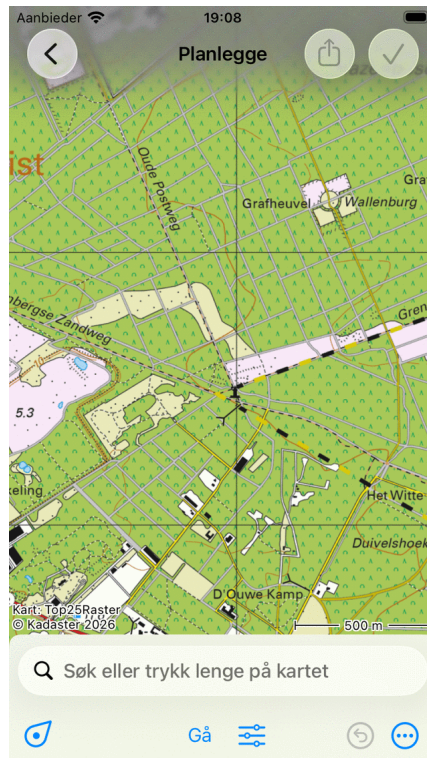 Aanbieder
19:08
Planlegge
ist
Oude Postweg
Gra
Grafheuvel
Wallenburg
nbergse Zandweg
Gren
5.3
keling
Het Witte
Duivelshoek
D'Ouwe Kamp
Kart: Top25Raster
© Kadaster 2026
500 m
Søk eller trykk lenge på kartet
Gå